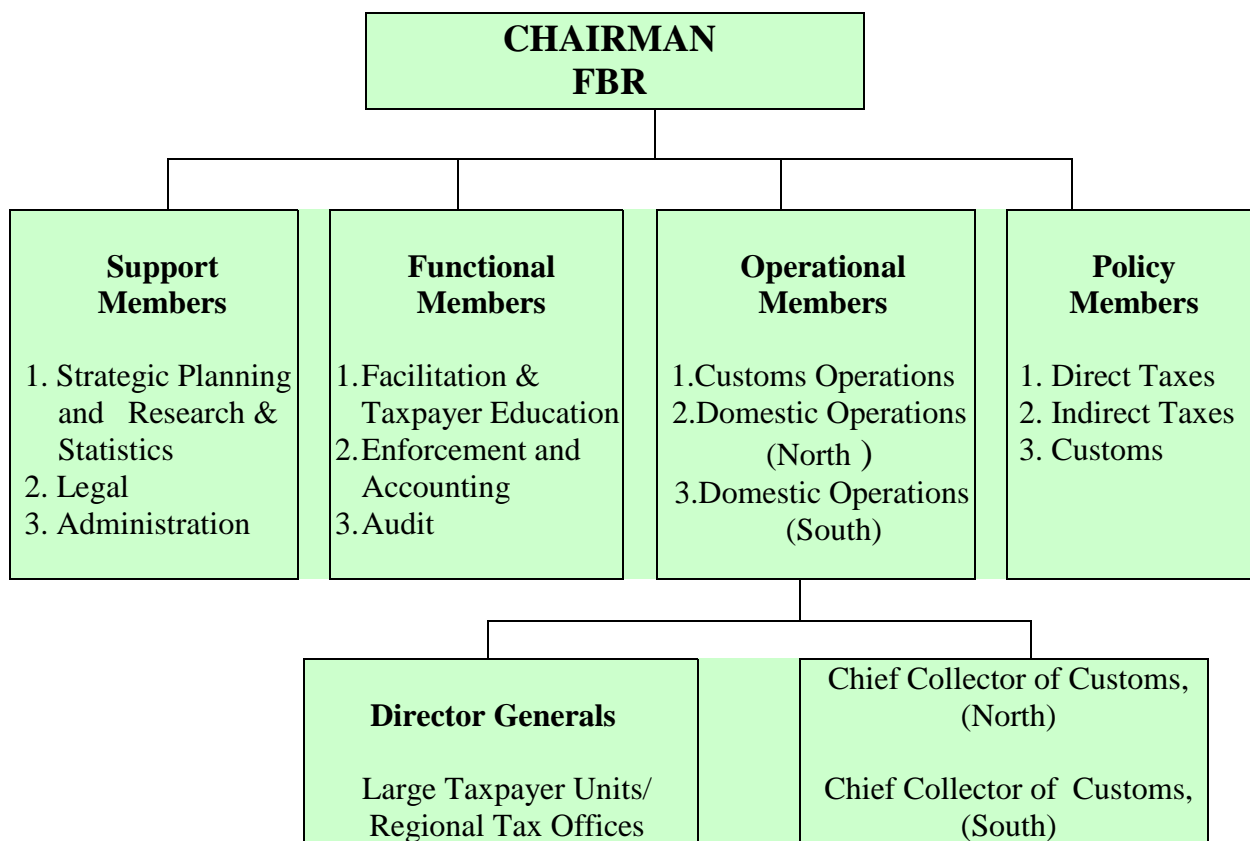 CHAIRMAN
FBR
Support
Members
1. Strategic Planning
and Research &
Statistics
2. Legal
3. Administration
Functional
Members
1.Facilitation &
Taxpayer Education
2.Enforcement and
Accounting
3.Audit
Operational
Members
1.Customs Operations
2.Domestic Operations
(North )
3.Domestic Operations
(South)
Policy
Members
1. Direct Taxes
2. Indirect Taxes
3. Customs
Director Generals
Large Taxpayer Units/
Regional Tax Offices
Chief Collector of Customs,
(North)
Chief Collector of Customs,
(South)